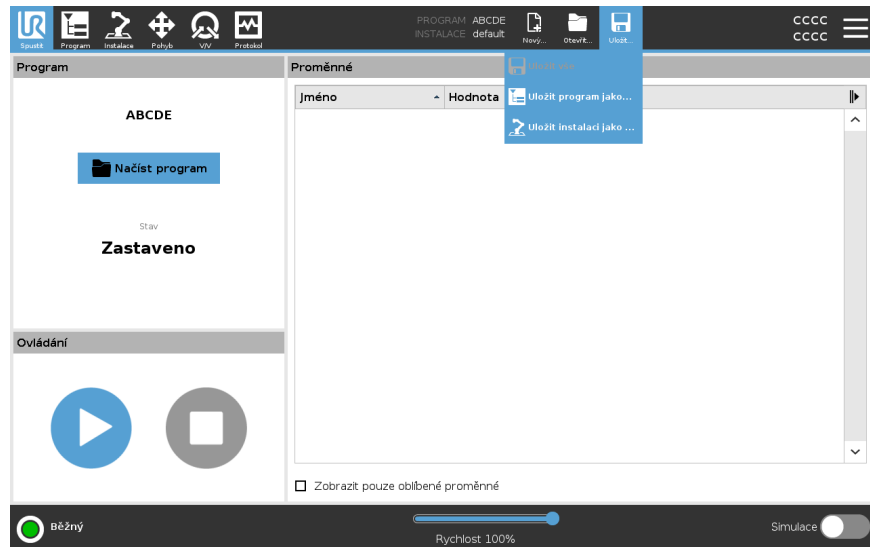 PROGRAM ABCDE
INSTALACE default
CCCC
CCCC
Spustit
Program
Instalace
Pohyb
V/V
Protokol
Nový...
Otevřít...
Uložit...
Program
Proměnné
Uložit vše
Uložit program jako...
Uložit instalaci jako ...
Jméno
Hodnota
ABCDE
Načíst program
Stav
Zastaveno
Ovládání
Zobrazit pouze oblíbené proměnné
Běžný
Rychlost 100%
Simulace